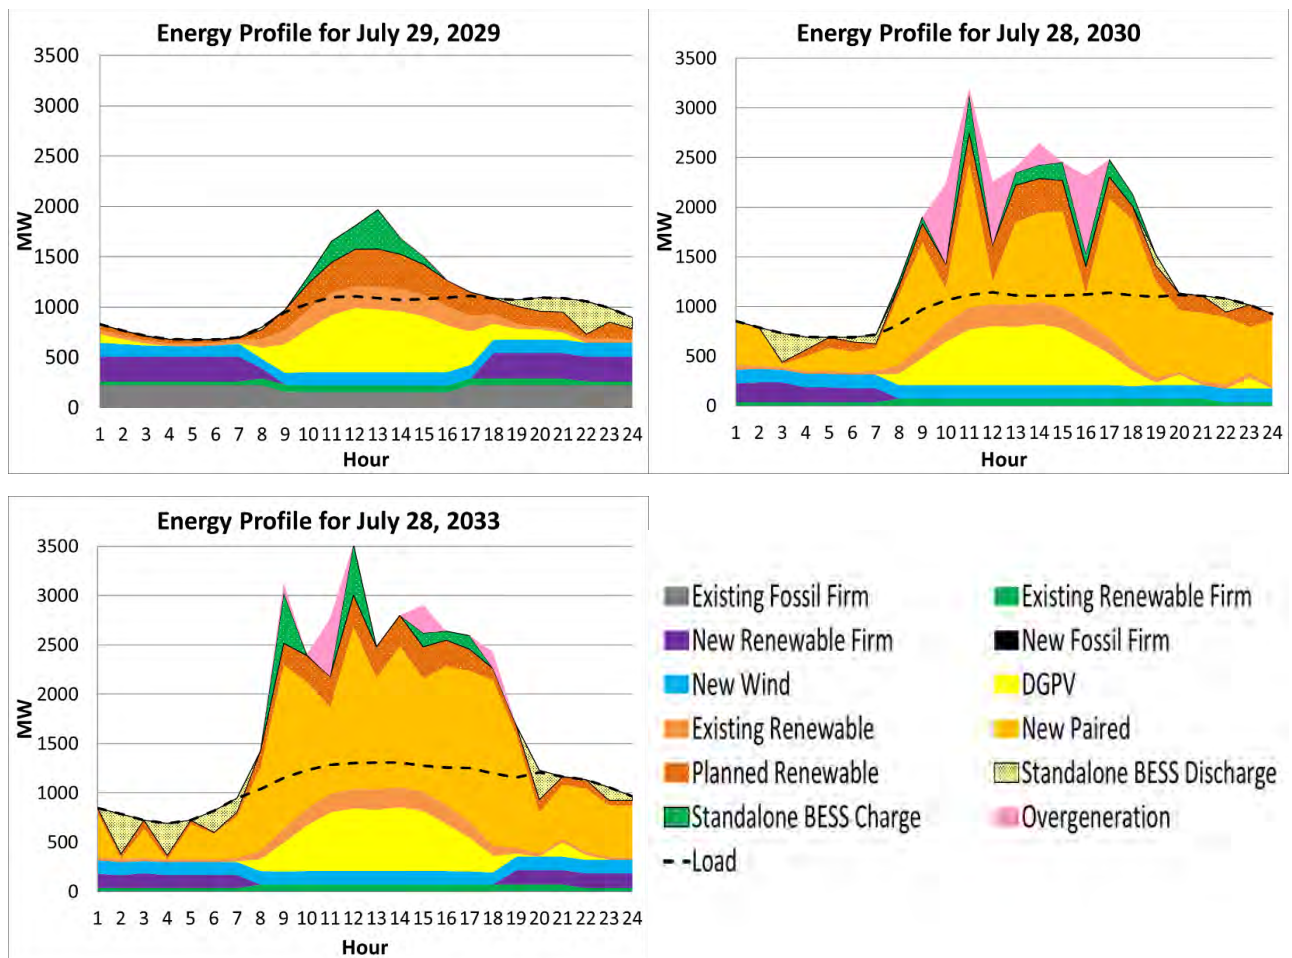 Energy Profile for July 29, 2029
3500
3000
2500
2000
1500
1000
500
0
MW
1 2 3 4 5 6 7 8 9 10 11 12 13 14 15 16 17 18 19 20 21 22 23 24
Hour
Energy Profile for July 28, 2030
3500
3000
2500
2000
1500
1000
500
0
MW
1 2 3 4 5 6 7 8 9 10 11 12 13 14 15 16 17 18 19 20 21 22 23 24
Hour
Energy Profile for July 28, 2033
3500
3000
2500
2000
1500
1000
500
0
MW
1 2 3 4 5 6 7 8 9 10 11 12 13 14 15 16 17 18 19 20 21 22 23 24
Hour
Existing Fossil Firm
Existing Renewable Firm
New Renewable Firm
New Fossil Firm
New Wind
DGPV
Existing Renewable
New Paired
Planned Renewable
Standalone BESS Discharge
Standalone BESS Charge
Overgeneration
Load